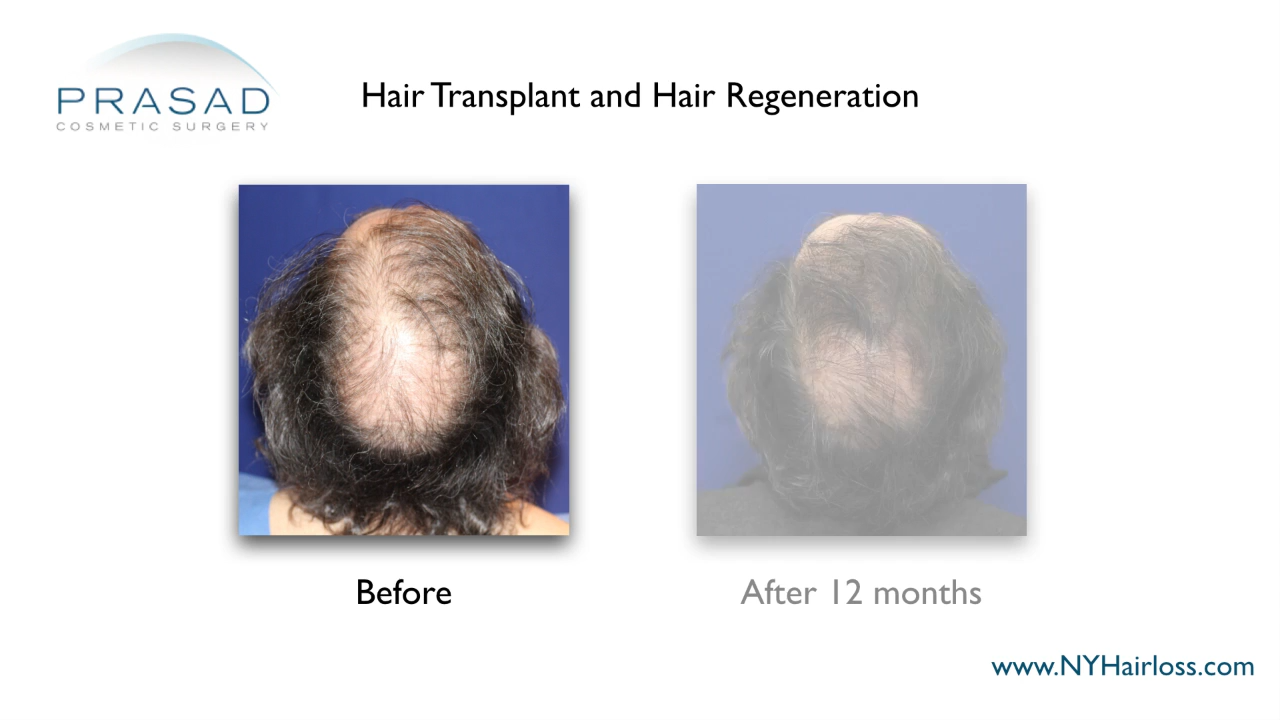 PRASAD
COSMETIC SURGERY
Hair Transplant and Hair Regeneration
Before
After 12 months
www.NYHairloss.com